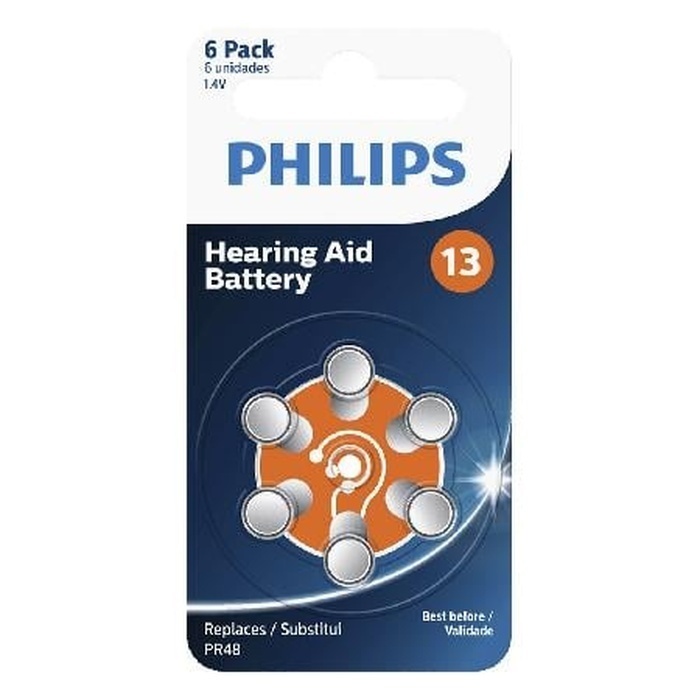 6 Pack
6 unidades
1.4V
PHILIPS
Hearing Aid
Battery
13
Replaces / Substitui
PR48
Best before /
Validade